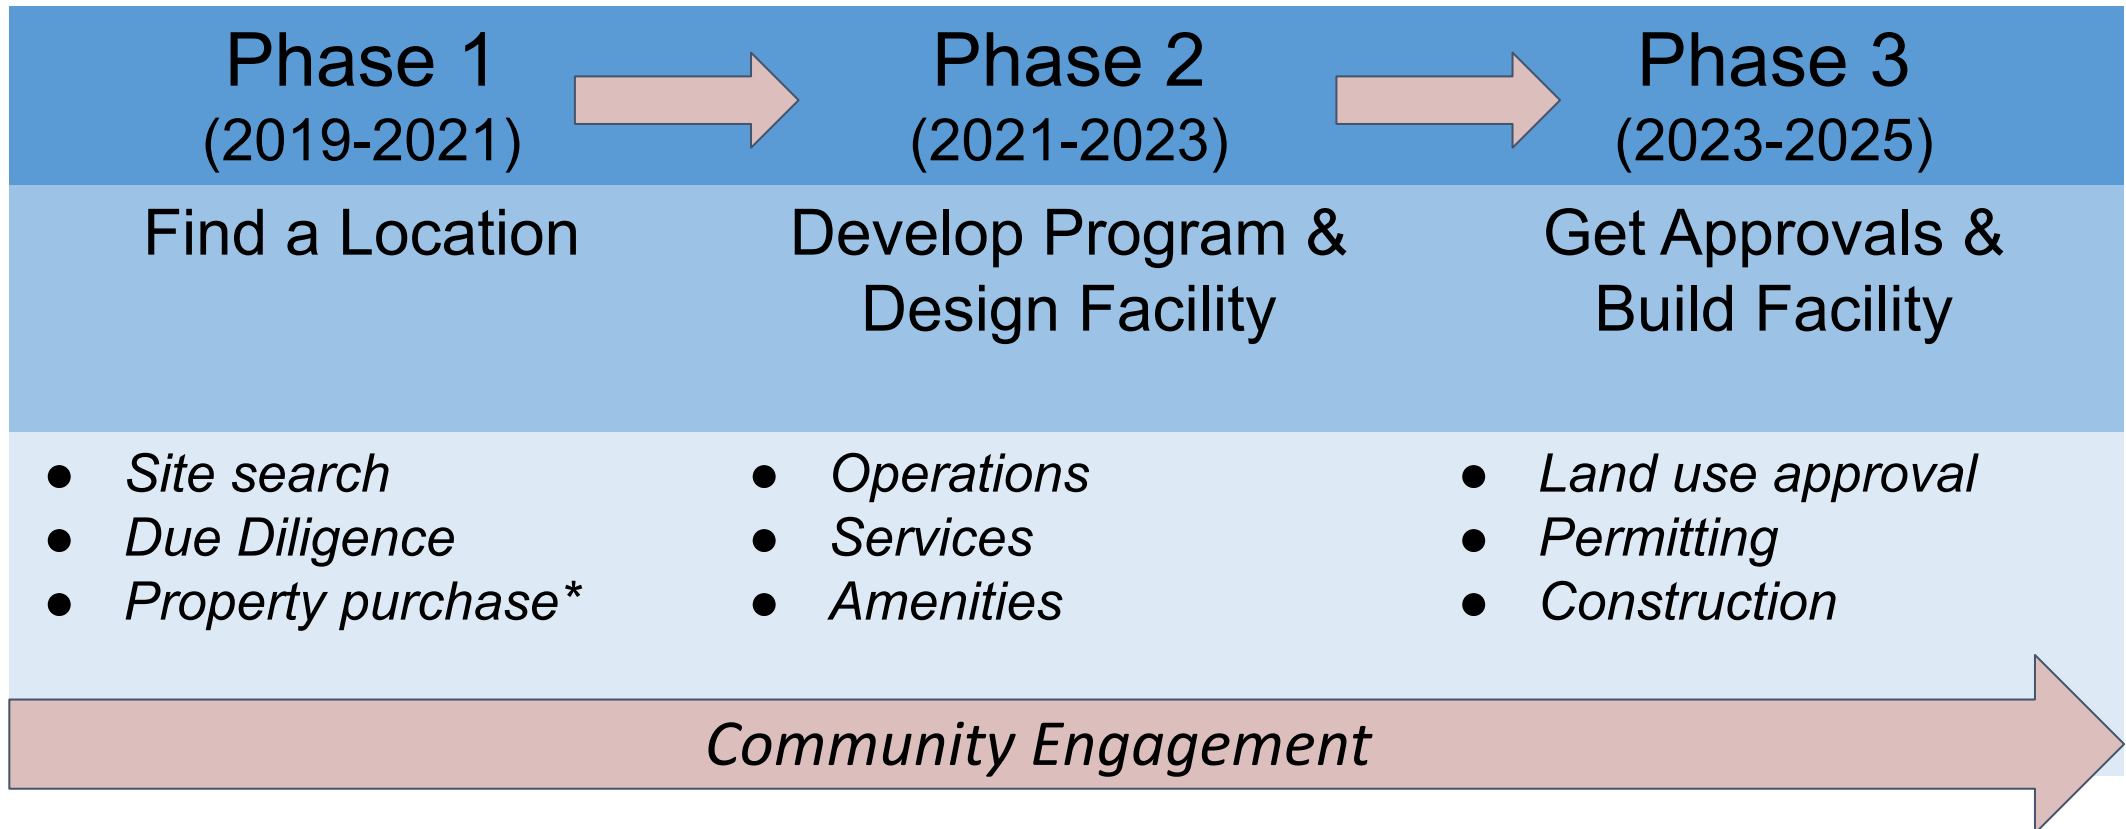 Phase 1
(2019-2021)
Phase 2
(2021-2023)
Phase 3
(2023-2025)
Find a Location
Develop Program &
Design Facility
Get Approvals &
Build Facility
● Site search
● Due Diligence
● Property purchase*
● Operations
● Services
● Amenities
● Land use approval
● Permitting
● Construction
Community Engagement